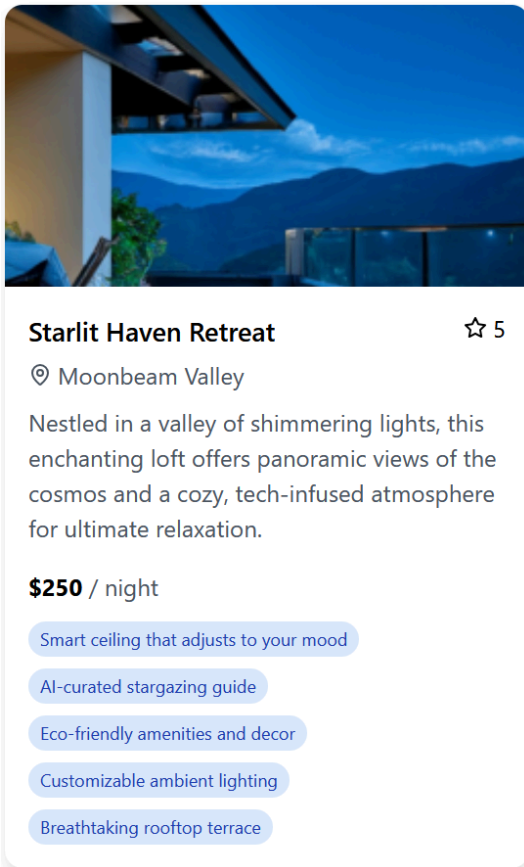 Starlit Haven Retreat
5
Moonbeam Valley
Nestled in a valley of shimmering lights, this
enchanting loft offers panoramic views of the
cosmos and a cozy, tech-infused atmosphere
for ultimate relaxation.
$250 / night
Smart ceiling that adjusts to your mood
AI-curated stargazing guide
Eco-friendly amenities and decor
Customizable ambient lighting
Breathtaking rooftop terrace